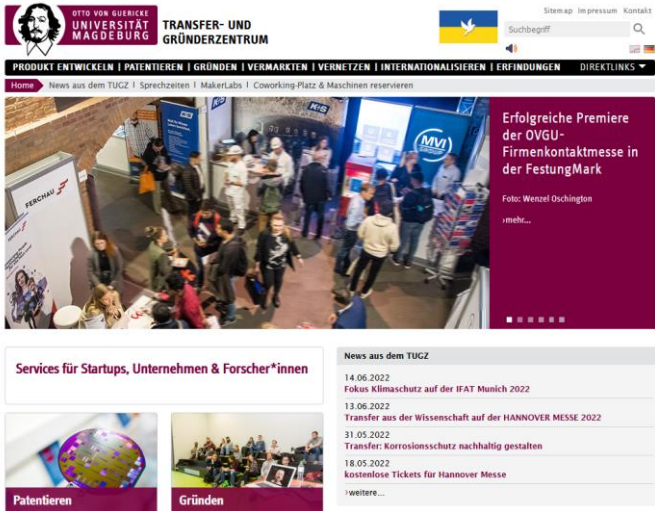 OTTO VON GUERICKE
UNIVERSITÄT
MAGDEBURG
TRANSFER- UND
GRÜNDERZENTRUM
Sitemap Impressum Kontakt
Suchbegriff
PRODUKT ENTWICKELN | PATENTIEREN | GRÜNDEN | VERMARKTEN | VERNETZEN | INTERNATIONALISIEREN | ERFINDUNGEN DIREKTLINKS
Home News aus dem TUGZ | Sprechzeiten | MakerLabs | Coworking-Platz & Maschinen reservieren
K+S
K+S
MVI
FERCHAU
FERCHAU
Erfolgreiche Premiere
der OVGU-
Firmenkontaktmesse in
der FestungMark
Foto: Wenzel Oschington
›mehr...
Services für Startups, Unternehmen & Forscher*innen
Patentieren
Gründen
News aus dem TUGZ
14.06.2022
Fokus Klimaschutz auf der IFAT Munich 2022
13.06.2022
Transfer aus der Wissenschaft auf der HANNOVER MESSE 2022
31.05.2022
Transfer: Korrosionsschutz nachhaltig gestalten
18.05.2022
kostenlose Tickets für Hannover Messe
›weitere...